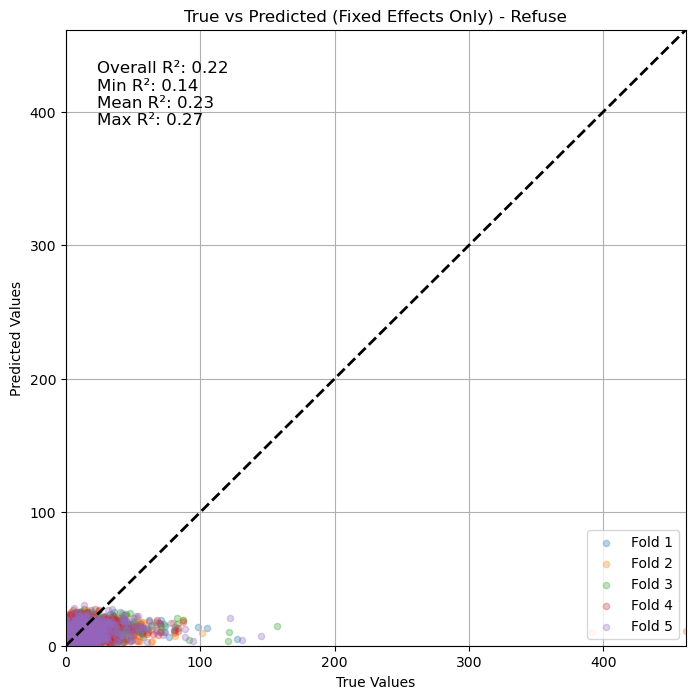 True vs Predicted (Fixed Effects Only) - Refuse
Overall R²: 0.22
Min R²: 0.14
Mean R²: 0.23
Max R²: 0.27
400
300
200
100
0
Predicted Values
Fold 1
Fold 2
Fold 3
Fold 4
Fold 5
0
100
200
300
400
True Values